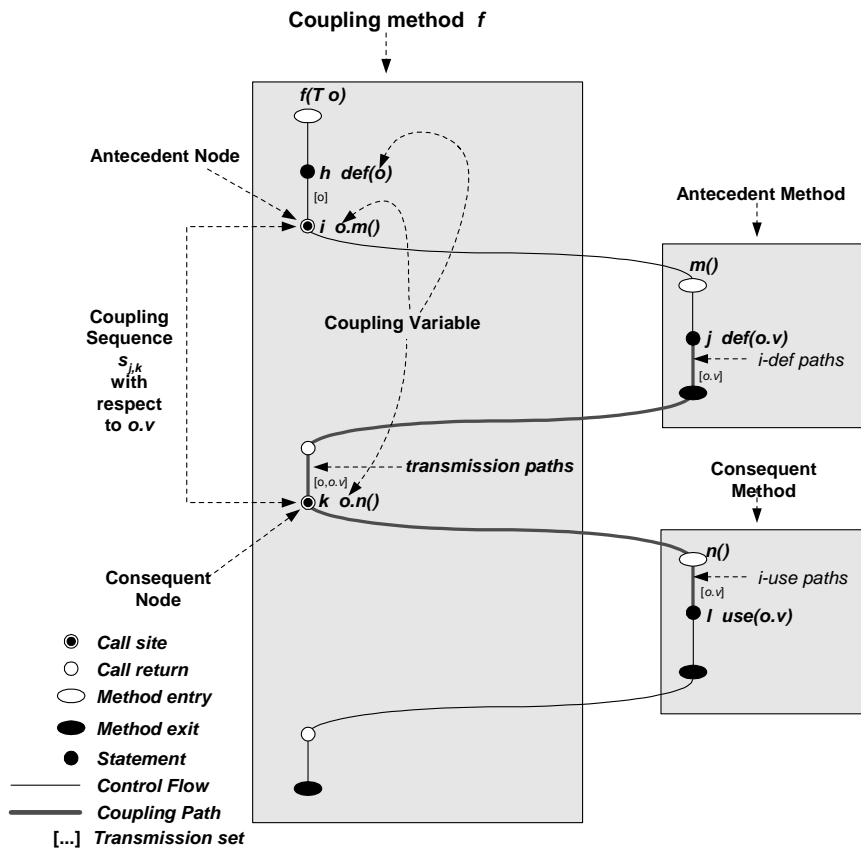 Coupling method f
f(T o)
Antecedent Node
h def(o)
[o]
i o.m()
Antecedent Method
m()
Coupling
Sequence
s_{j,k}
with
respect
to o.v
Coupling Variable
j def(o.v)
i-def paths
[o.v]
transmission paths
[o,o.v]
k o.n()
Consequent
Method
n()
i-use paths
[o.v]
l use(o.v)
Consequent
Node
Call site
Call return
Method entry
Method exit
Statement
Control Flow
Coupling Path
[...] Transmission set